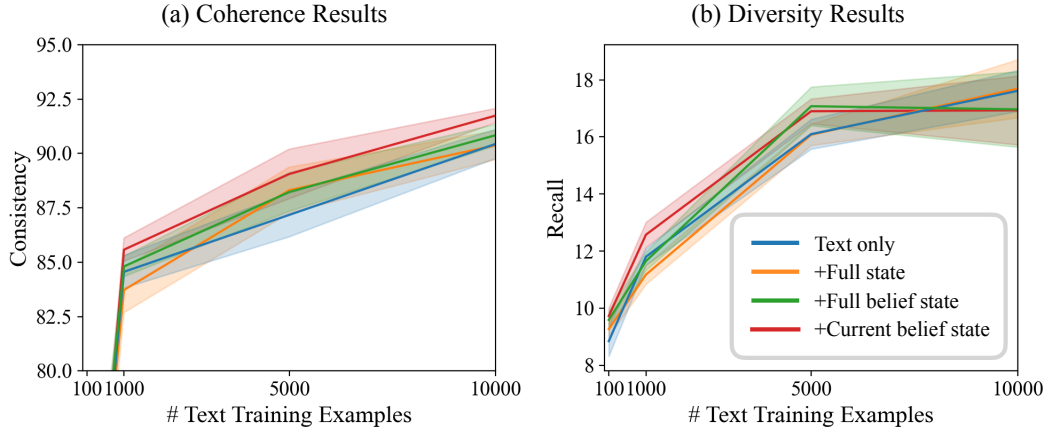 (a) Coherence Results
95.0
92.5
90.0
87.5
85.0
82.5
80.0
Consistency
100 1000 5000 10000
# Text Training Examples
(b) Diversity Results
18
16
14
12
10
8
Recall
100 1000 5000 10000
# Text Training Examples
Text only
+Full state
+Full belief state
+Current belief state